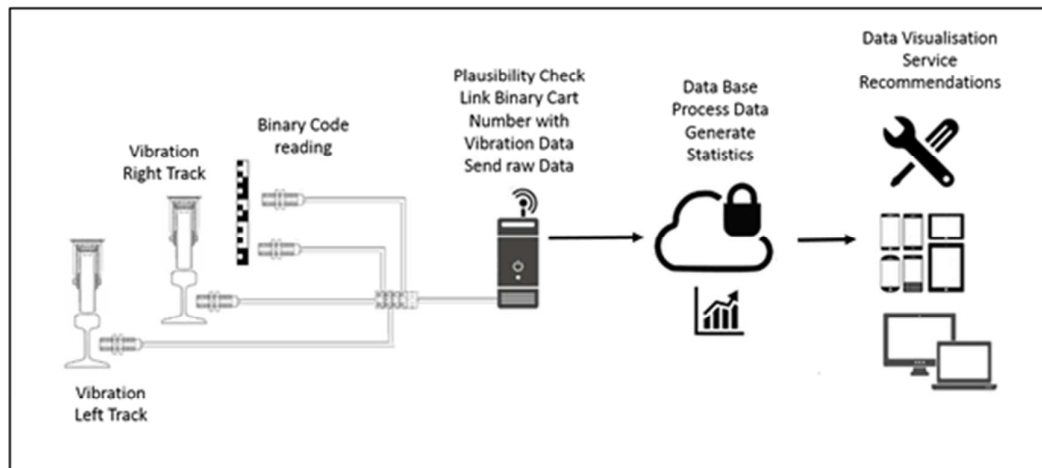 Vibration
Left Track
Vibration
Right Track
Binary Code
reading
Plausibility Check
Link Binary Cart
Number with
Vibration Data
Send raw Data
Data Base
Process Data
Generate
Statistics
Data Visualisation
Service
Recommendations